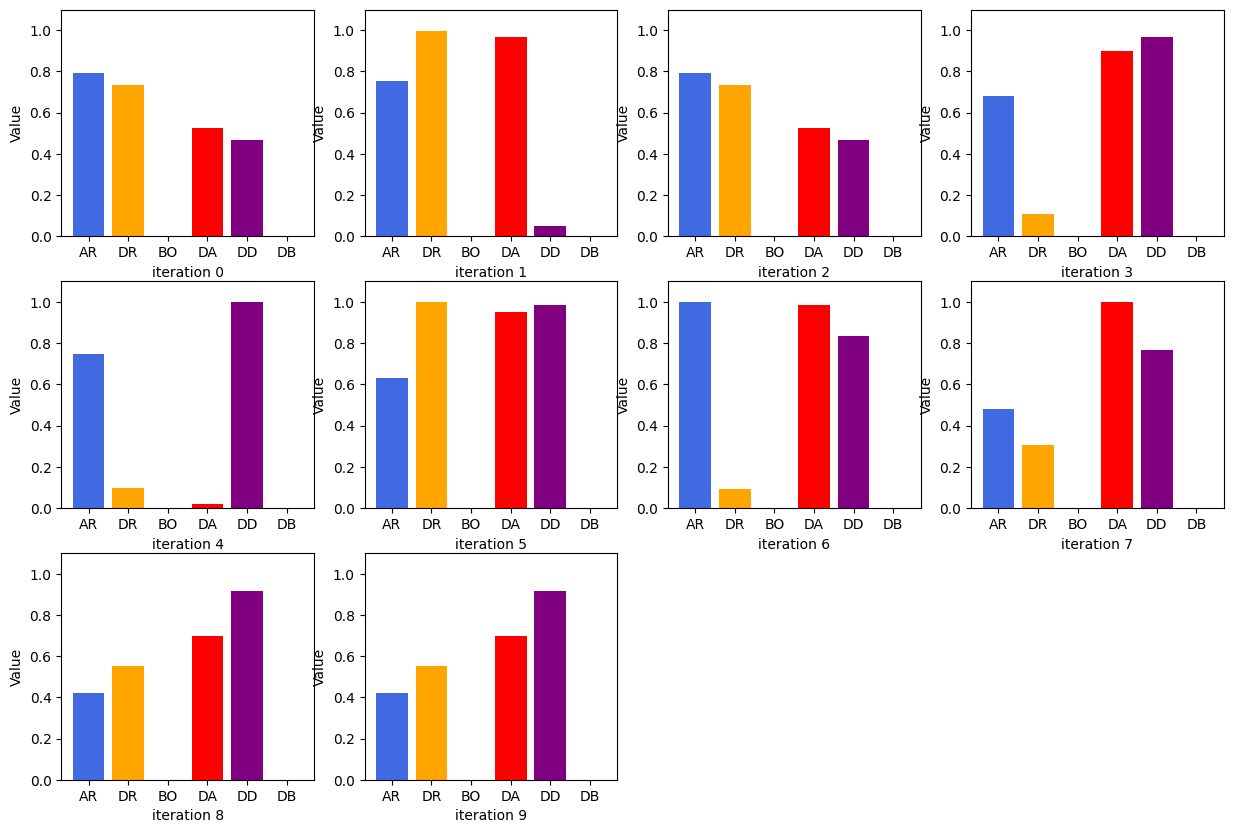 1.0
0.8
0.6
0.4
0.2
0.0
Value
AR DR BO DA DD DB
iteration 0
1.0
0.8
0.6
0.4
0.2
0.0
Value
AR DR BO DA DD DB
iteration 1
1.0
0.8
0.6
0.4
0.2
0.0
Value
AR DR BO DA DD DB
iteration 2
1.0
0.8
0.6
0.4
0.2
0.0
Value
AR DR BO DA DD DB
iteration 3
1.0
0.8
0.6
0.4
0.2
0.0
Value
AR DR BO DA DD DB
iteration 4
1.0
0.8
0.6
0.4
0.2
0.0
Value
AR DR BO DA DD DB
iteration 5
1.0
0.8
0.6
0.4
0.2
0.0
Value
AR DR BO DA DD DB
iteration 6
1.0
0.8
0.6
0.4
0.2
0.0
Value
AR DR BO DA DD DB
iteration 7
1.0
0.8
0.6
0.4
0.2
0.0
Value
AR DR BO DA DD DB
iteration 8
1.0
0.8
0.6
0.4
0.2
0.0
Value
AR DR BO DA DD DB
iteration 9